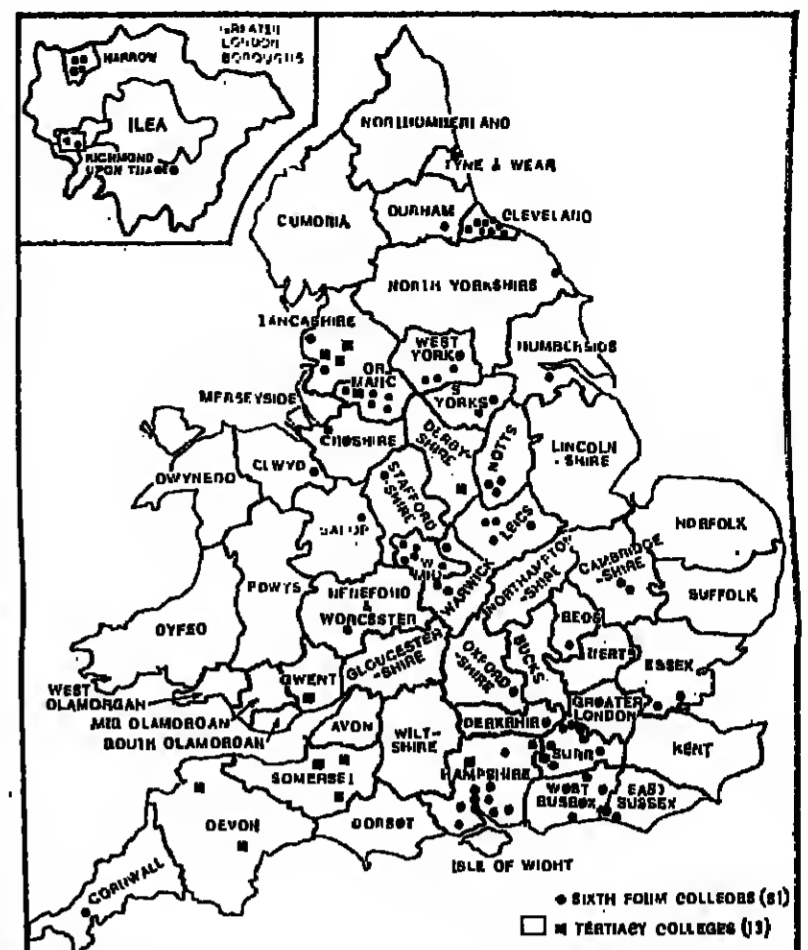 GREATER
LONDON
BOROUGHS
HARROW
ILEA
RICHMOND
UPON THAMES
NORTHUMBERLAND
TYNE & WEAR
CUMBRIA
DURHAM
CLEVELAND
NORTH YORKSHIRE
LANCASHIRE
WEST
YORK
HUMBERSIDE
GR
MANC
S
YORKS
MERSEYSIDE
CHESHIRE
DERBY-
SHIRE
NOTTS
LINCOLN
-SHIRE
GWYNEDD
CLWYD
STAFFORD
-SHIRE
SALOP
LEICS
NORFOLK
W
MID
WARWICK
NORTHAMPTON
-SHIRE
CAMBRIDGE
-SHIRE
SUFFOLK
POWYS
HEREFORD
&
WORCESTER
BEDS
DYFED
GLOUCESTER
-SHIRE
OXFORD
-SHIRE
BUCKS
HERTS
ESSEX
WEST
GLAMORGAN
GWENT
MID GLAMORGAN
SOUTH GLAMORGAN
AVON
WILT-
SHIRE
BERKSHIRE
GREATER
LONDON
KENT
SOMERSET
HAMPSHIRE
SURR
WEST
SUSSEX
EAST
SUSSEX
DEVON
DORSET
ISLE OF WIGHT
CORNWALL
SIXTH FORM COLLEGES (81)
TERTIARY COLLEGES (13)